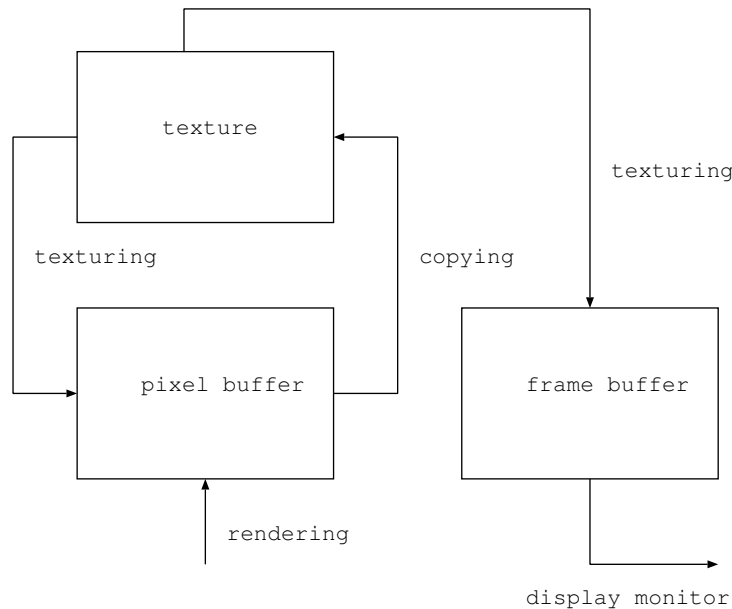 texture
texturing
texturing
copying
pixel buffer
frame buffer
rendering
display monitor